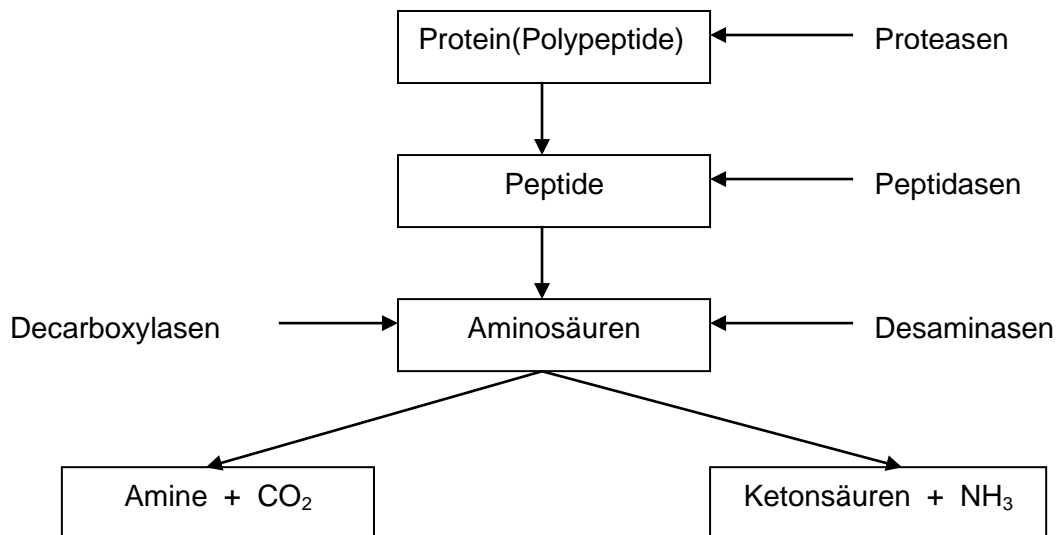 Protein(Polypeptide)
Proteasen
Peptide
Peptidasen
Decarboxylasen
Aminosäuren
Desaminasen
Amine + CO₂
Ketonsäuren + NH₃